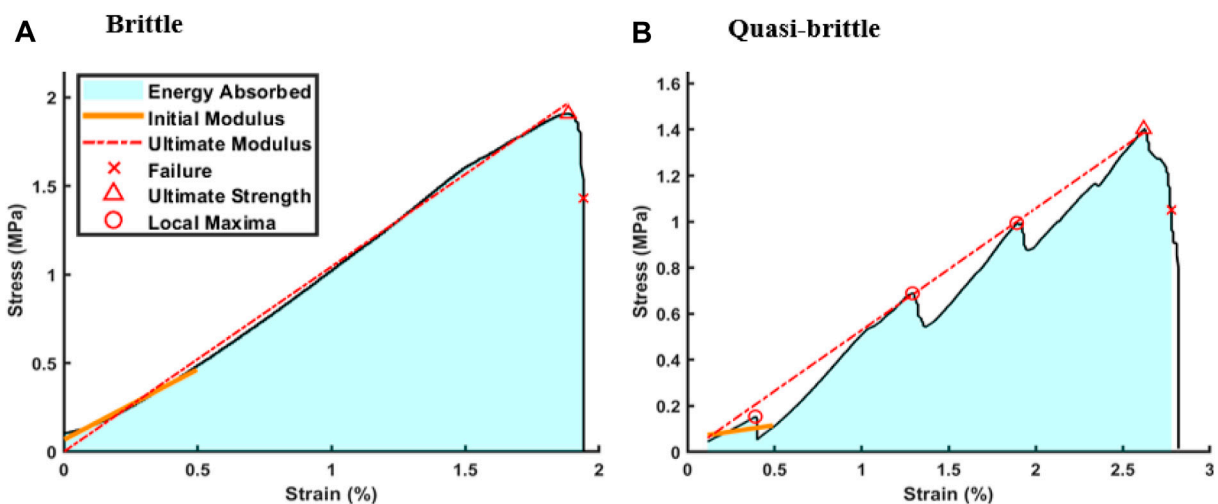 A Brittle
Energy Absorbed
Initial Modulus
Ultimate Modulus
Failure
Ultimate Strength
Local Maxima
Stress (MPa)
2
1.5
1
0.5
0
0 0.5 1 1.5 2
Strain (%)
B Quasi-brittle
Stress (MPa)
1.6
1.4
1.2
1
0.8
0.6
0.4
0.2
0
0 0.5 1 1.5 2 2.5 3
Strain (%)